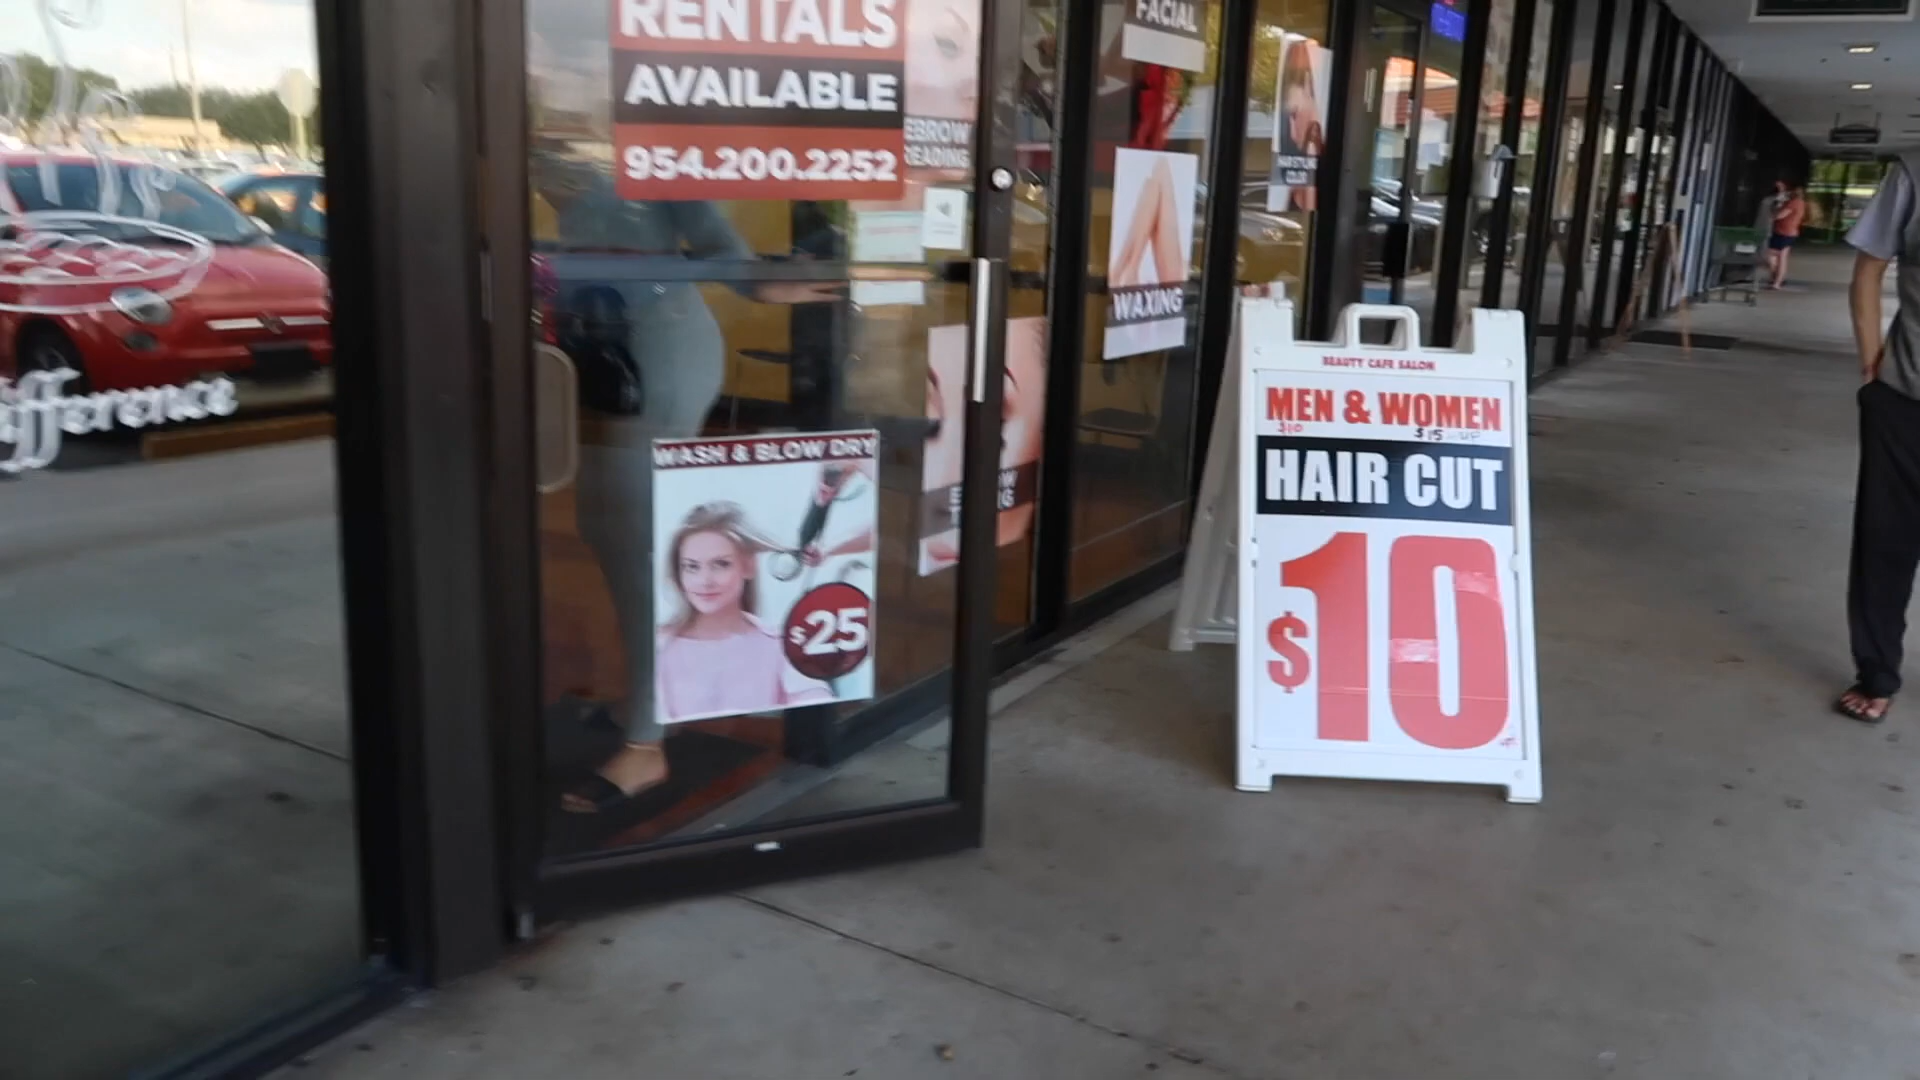 RENTALS
AVAILABLE
954.200.2252
fference
WASH & BLOW DRY
$25
FACIAL
WAXING
BEAUTY CAFE SALON
MEN & WOMEN
$10 $15 UP
HAIR CUT
$10